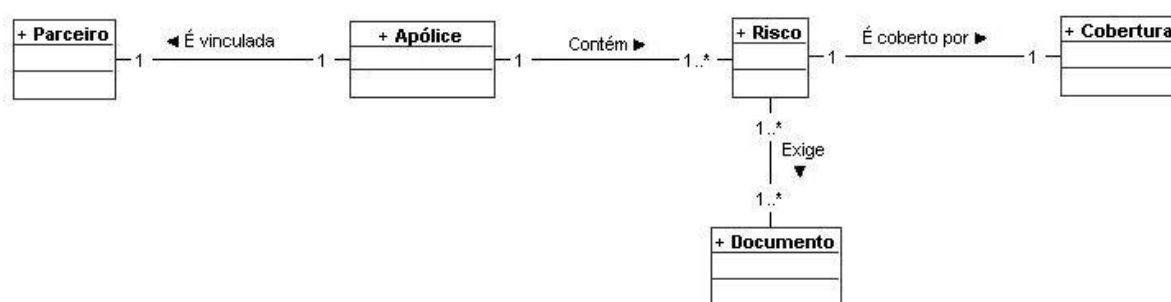 + Parceiro
◄ É vinculada
1
1
+ Apólice
1
Contém ►
1..*
+ Risco
1
É coberto por ►
1
+ Cobertura
1..*
Exige
▼
1..*
+ Documento